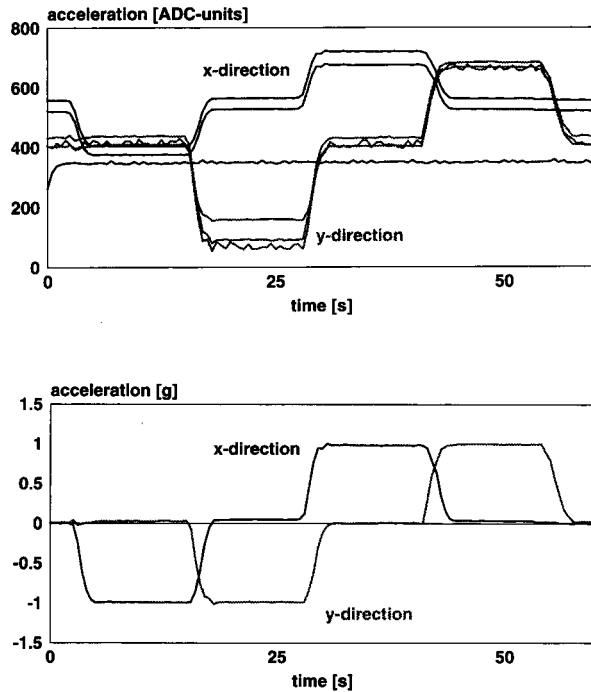 acceleration [ADC-units]
800
x-direction
600
400
200
y-direction
0
0 25 50
time [s]
acceleration [g]
1.5
x-direction
1
0.5
0
-0.5
-1
y-direction
-1.5
0 25 50
time [s]